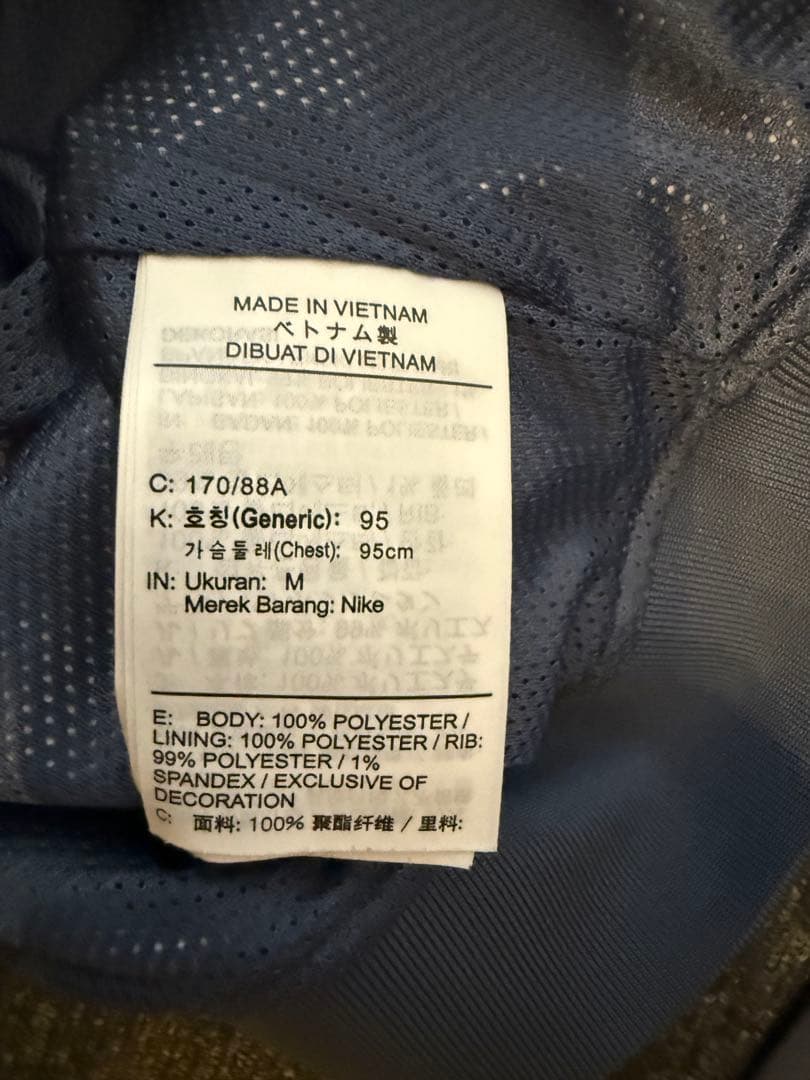 MADE IN VIETNAM
ベトナム製
DIBUAT DI VIETNAM
C: 170/88A
K: 호칭(Generic): 95
가슴둘레(Chest): 95cm
IN: Ukuran: M
Merek Barang: Nike
E: BODY: 100% POLYESTER /
LINING: 100% POLYESTER / RIB:
99% POLYESTER / 1%
SPANDEX / EXCLUSIVE OF
DECORATION
C: 面料: 100% 聚酯纤维 / 里料: